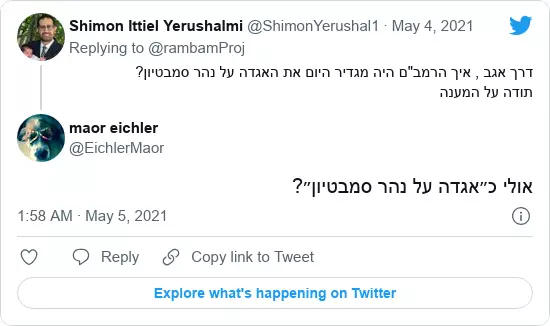 Shimon Ittiel Yerushalmi @ShimonYerushal1 · May 4, 2021
Replying to @rambamProj
דרך אגב , איך הרמב"ם היה מגדיר היום את האגדה על נהר סמבטיון?
תודה על המענה
maor eichler
@EichlerMaor
אולי כ״אגדה על נהר סמבטיון״?
1:58 AM · May 5, 2021
Reply
Copy link to Tweet
Explore what's happening on Twitter